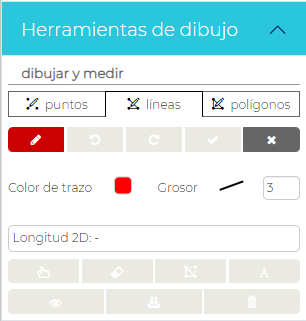 Herramientas de dibujo
dibujar y medir
puntos líneas polígonos
Color de trazo Grosor 3
Longitud 2D: -
A